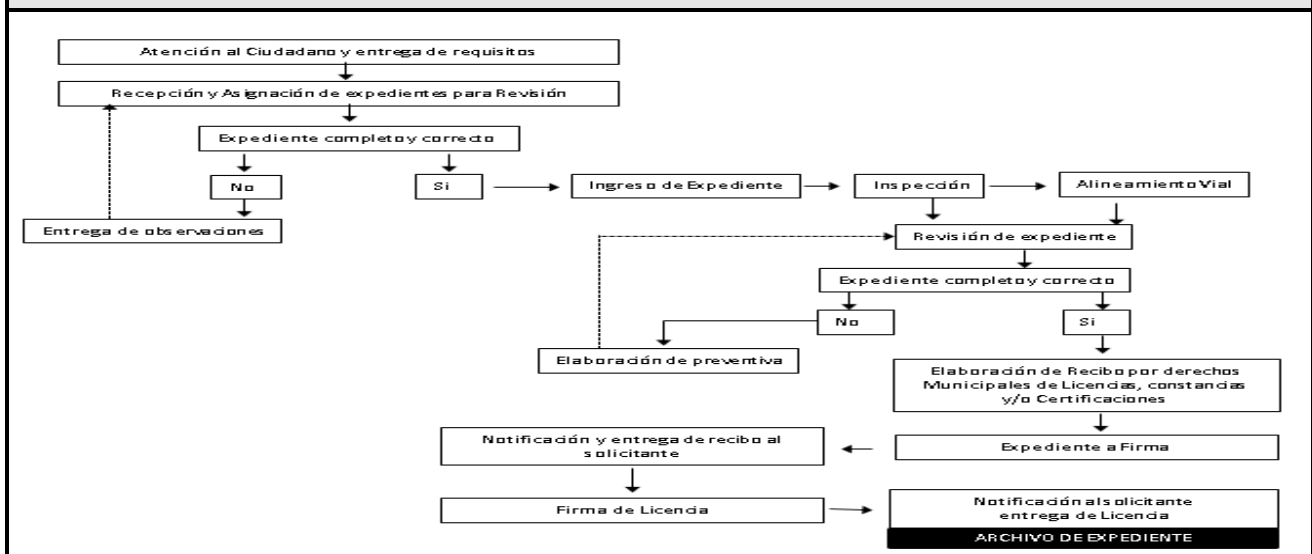 Atención al Ciudadano y entrega de requisitos
Recepción y Asignación de expedientes para Revisión
Expediente completo y correcto
No
Si
Ingreso de Expediente
Inspección
Alineamiento Vial
Entrega de observaciones
Revisión de expediente
Expediente completo y correcto
No
Si
Elaboración de preventiva
Elaboración de Recibo por derechos
Municipales de Licencias, constancias
y/o Certificaciones
Notificación y entrega de recibo al
solicitante
Expediente a Firma
Firma de Licencia
Notificación al solicitante
entrega de Licencia
ARCHIVO DE EXPEDIENTE